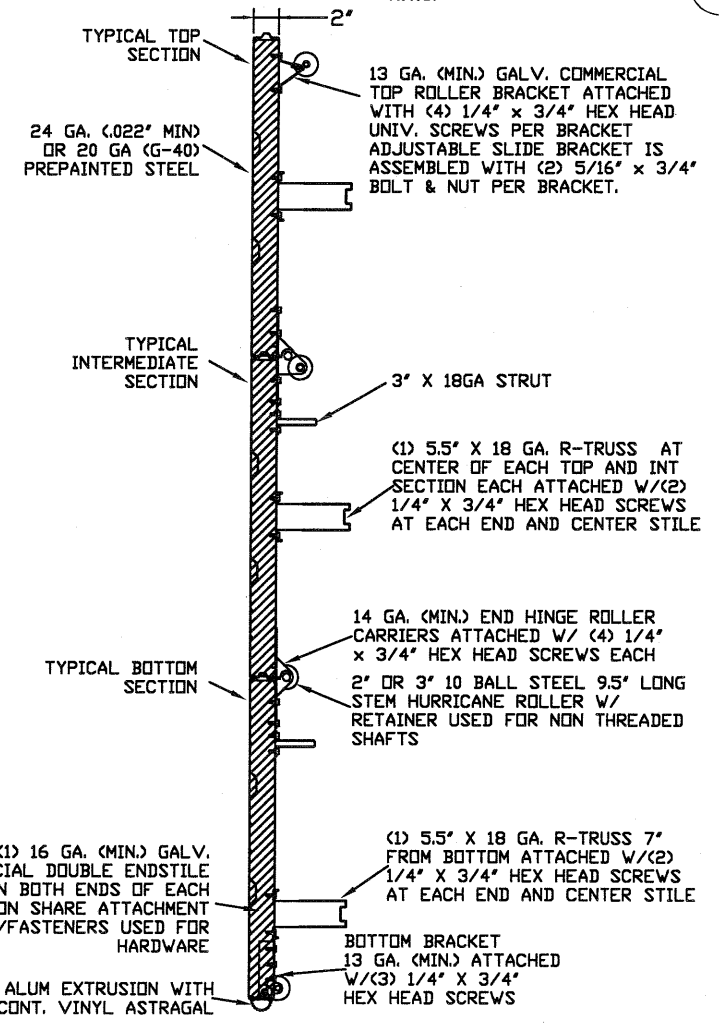 2"
TYPICAL TOP
SECTION
13 GA. (MIN.) GALV. COMMERCIAL
TOP ROLLER BRACKET ATTACHED
WITH (4) 1/4" x 3/4" HEX HEAD
UNIV. SCREWS PER BRACKET
ADJUSTABLE SLIDE BRACKET IS
ASSEMBLED WITH (2) 5/16" x 3/4"
BOLT & NUT PER BRACKET.
24 GA. (.022" MIN)
OR 20 GA (G-40)
PREPAINTED STEEL
TYPICAL
INTERMEDIATE
SECTION
3" X 18GA STRUT
(1) 5.5" X 18 GA. R-TRUSS AT
CENTER OF EACH TOP AND INT
SECTION EACH ATTACHED W/(2)
1/4" X 3/4" HEX HEAD SCREWS
AT EACH END AND CENTER STILE
14 GA. (MIN.) END HINGE ROLLER
CARRIERS ATTACHED W/ (4) 1/4"
x 3/4" HEX HEAD SCREWS EACH
TYPICAL BOTTOM
SECTION
2" OR 3" 10 BALL STEEL 9.5" LONG
STEM HURRICANE ROLLER W/
RETAINER USED FOR NON THREADED
SHAFTS
(1) 5.5" X 18 GA. R-TRUSS 7"
FROM BOTTOM ATTACHED W/(2)
1/4" X 3/4" HEX HEAD SCREWS
AT EACH END AND CENTER STILE
(1) 16 GA. (MIN.) GALV.
CIAL DOUBLE ENDSTILE
N BOTH ENDS OF EACH
ON SHARE ATTACHMENT
/FASTENERS USED FOR
HARDWARE
BOTTOM BRACKET
13 GA. (MIN.) ATTACHED
W/(3) 1/4" X 3/4"
HEX HEAD SCREWS
ALUM EXTRUSION WITH
CONT. VINYL ASTRAGAL